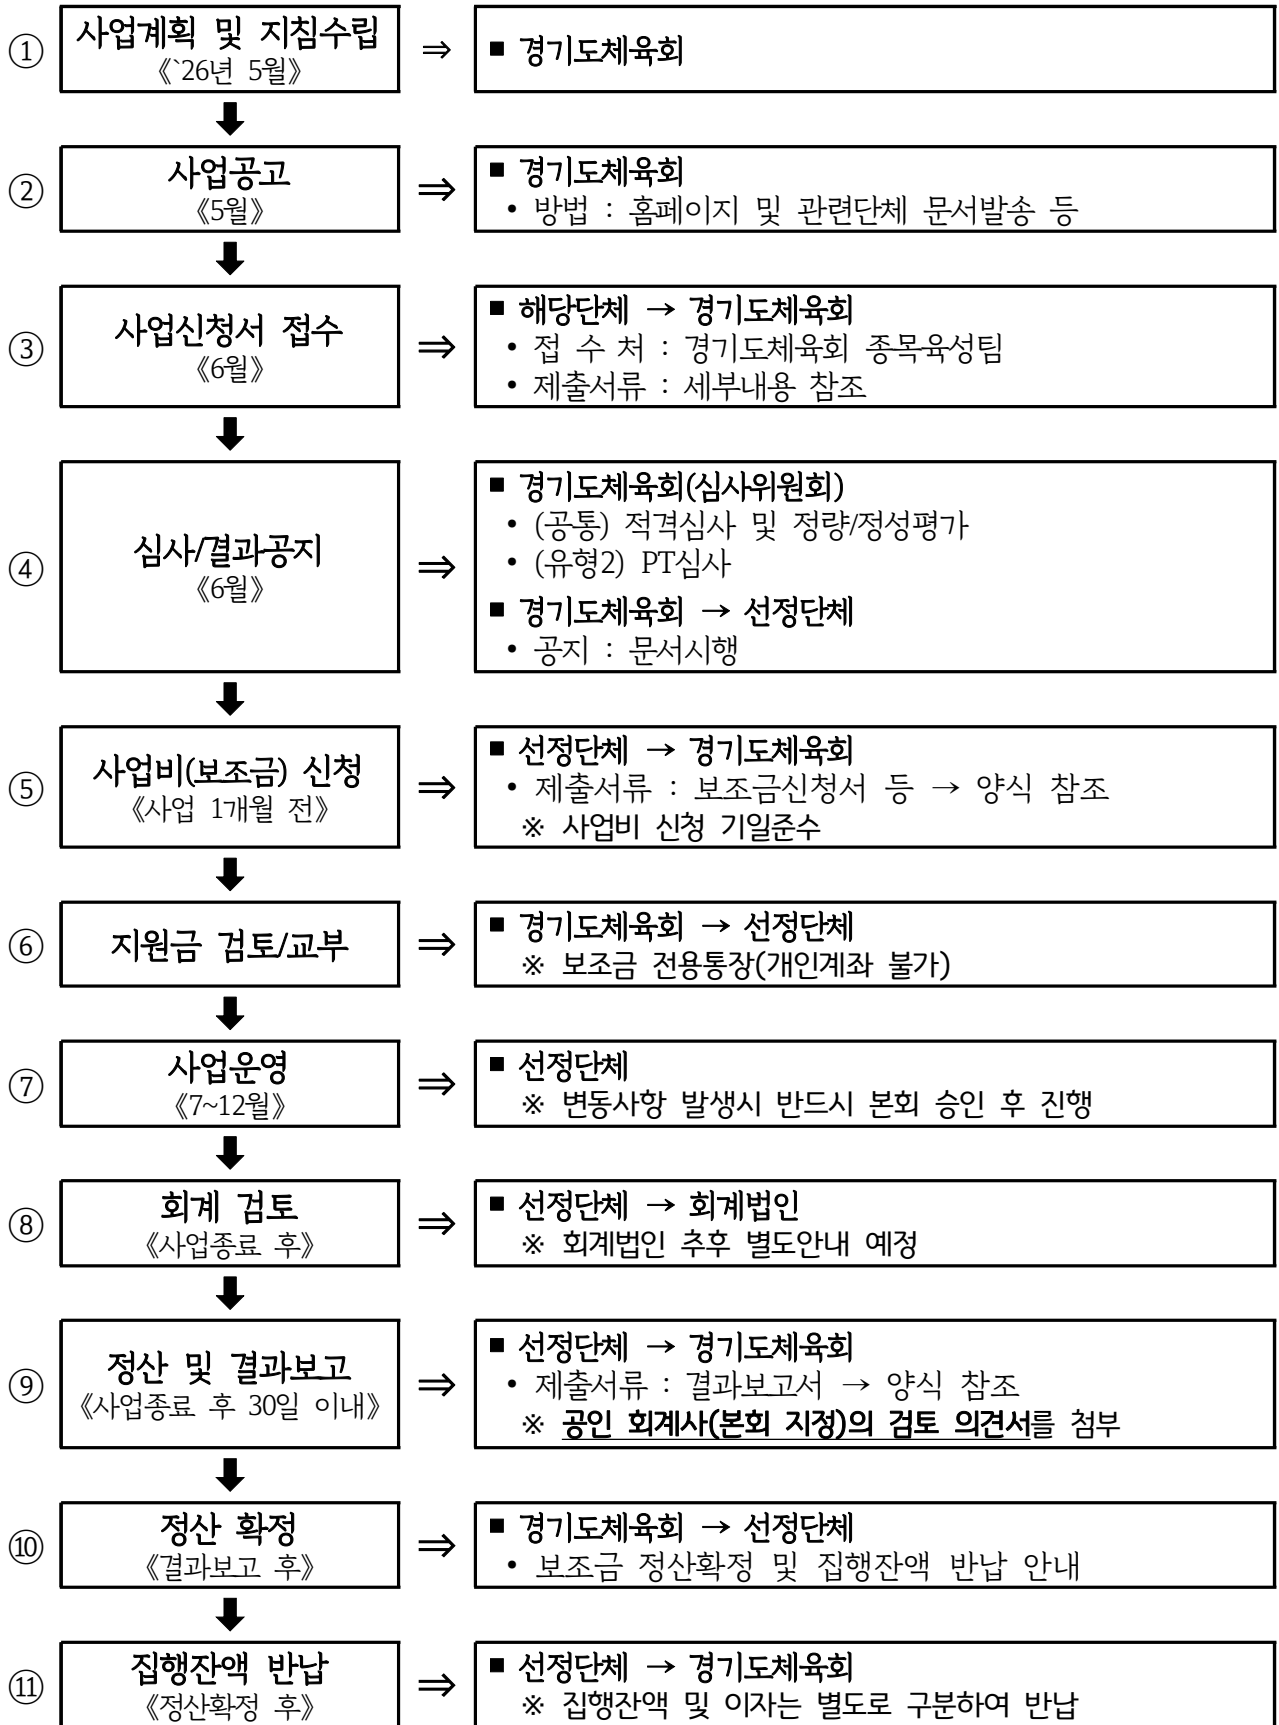 ① 사업계획 및 지침수립
《`26년 5월》
⇒
■ 경기도체육회
② 사업공고
《5월》
⇒
■ 경기도체육회
• 방법 : 홈페이지 및 관련단체 문서발송 등
③ 사업신청서 접수
《6월》
⇒
■ 해당단체 → 경기도체육회
• 접 수 처 : 경기도체육회 종목육성팀
• 제출서류 : 세부내용 참조
④ 심사/결과공지
《6월》
⇒
■ 경기도체육회(심사위원회)
• (공통) 적격심사 및 정량/정성평가
• (유형2) PT심사
■ 경기도체육회 → 선정단체
• 공지 : 문서시행
⑤ 사업비(보조금) 신청
《사업 1개월 전》
⇒
■ 선정단체 → 경기도체육회
• 제출서류 : 보조금신청서 등 → 양식 참조
※ 사업비 신청 기일준수
⑥ 지원금 검토/교부
⇒
■ 경기도체육회 → 선정단체
※ 보조금 전용통장(개인계좌 불가)
⑦ 사업운영
《7~12월》
⇒
■ 선정단체
※ 변동사항 발생시 반드시 본회 승인 후 진행
⑧ 회계 검토
《사업종료 후》
⇒
■ 선정단체 → 회계법인
※ 회계법인 추후 별도안내 예정
⑨ 정산 및 결과보고
《사업종료 후 30일 이내》
⇒
■ 선정단체 → 경기도체육회
• 제출서류 : 결과보고서 → 양식 참조
※ 공인 회계사(본회 지정)의 검토 의견서를 첨부
⑩ 정산 확정
《결과보고 후》
⇒
■ 경기도체육회 → 선정단체
• 보조금 정산확정 및 집행잔액 반납 안내
⑪ 집행잔액 반납
《정산확정 후》
⇒
■ 선정단체 → 경기도체육회
※ 집행잔액 및 이자는 별도로 구분하여 반납